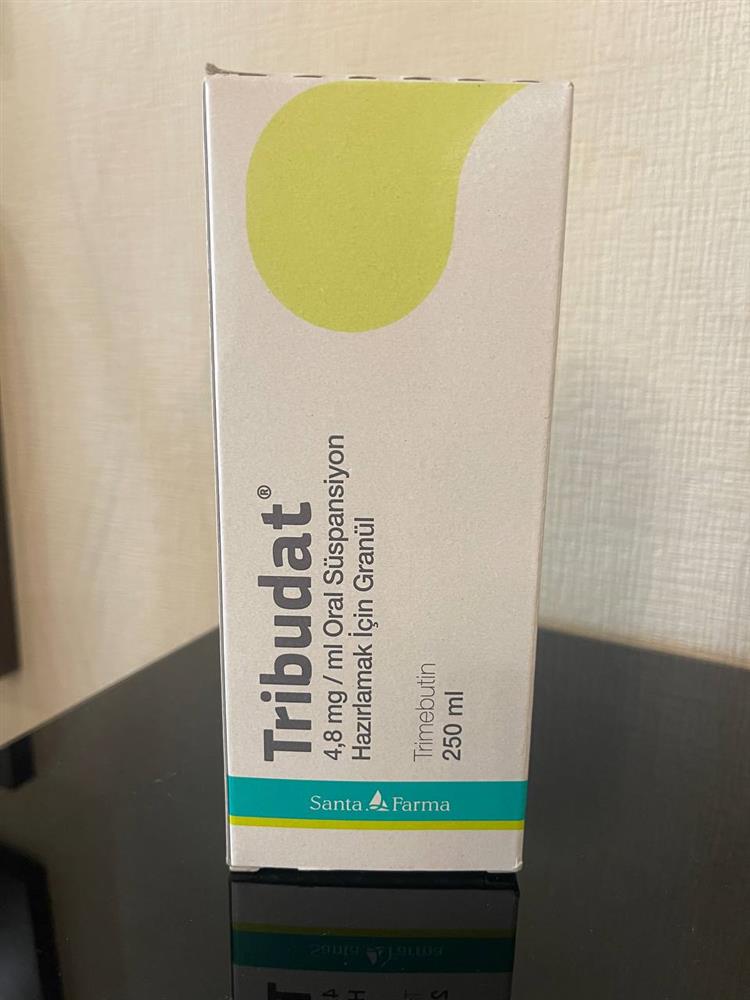 Tribudat®
4,8 mg / ml Oral Süspansiyon
Hazırlamak İçin Granül
Trimebutin
250 ml
Santa Farma